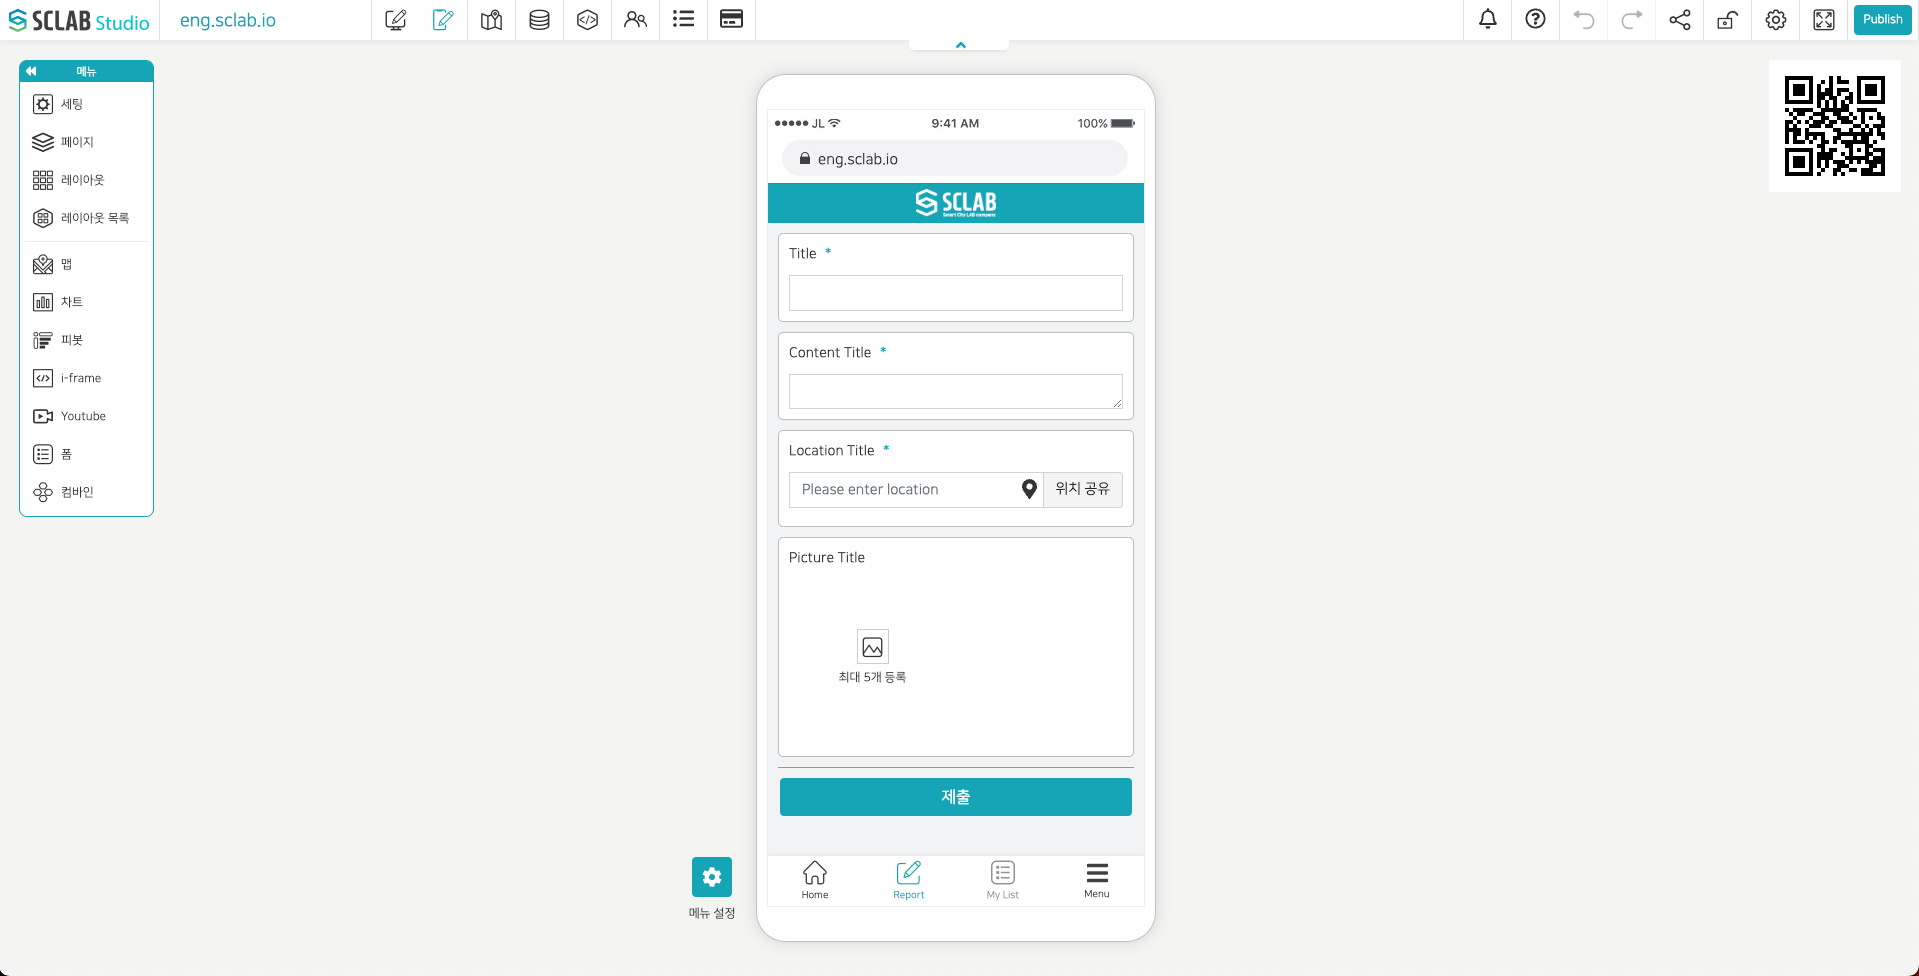 SCLAB Studio
eng.sclab.io
Publish
메뉴
세팅
페이지
레이아웃
레이아웃 목록
맵
차트
피봇
i-frame
Youtube
폼
컴바인
JL 9:41 AM 100%
eng.sclab.io
SCLAB
Smart City LAB company
Title *
Content Title *
Location Title *
Please enter location 위치 공유
Picture Title
최대 5개 등록
제출
Home Report My List Menu
메뉴 설정